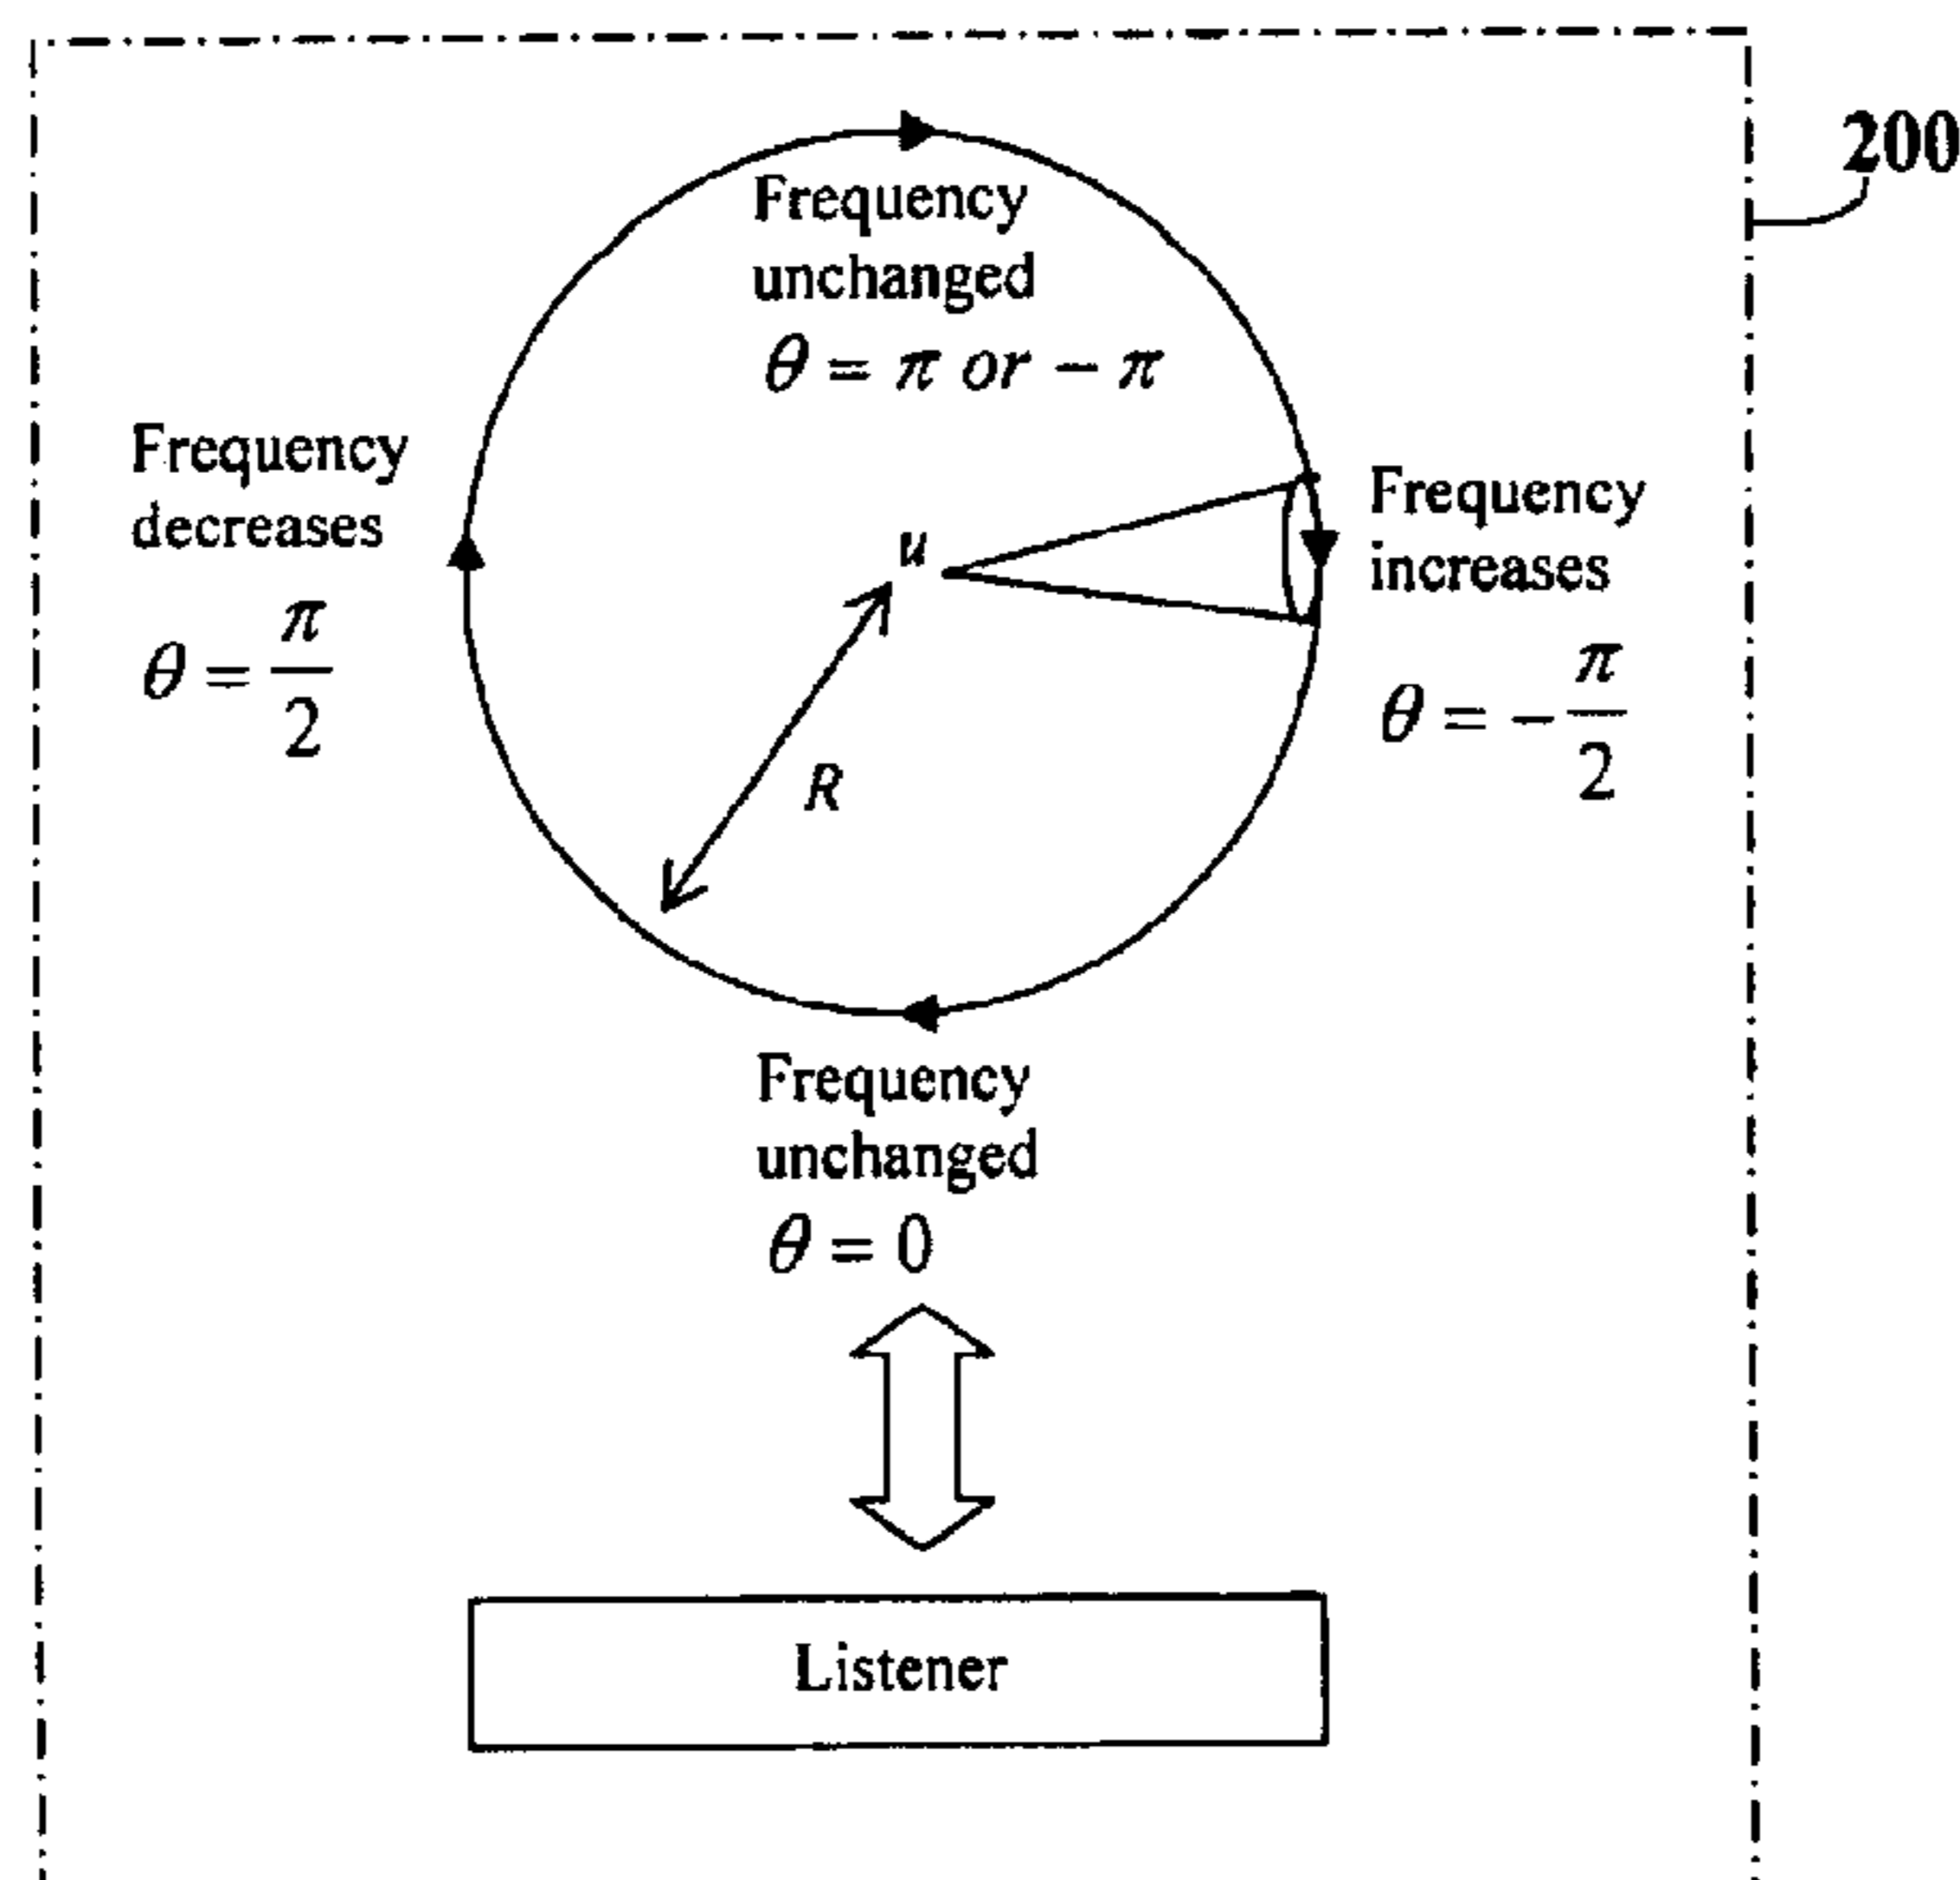 200
Frequency
unchanged
θ = π or − π
Frequency
decreases
θ = π/2
u
Frequency
increases
θ = − π/2
R
Frequency
unchanged
θ = 0
Listener